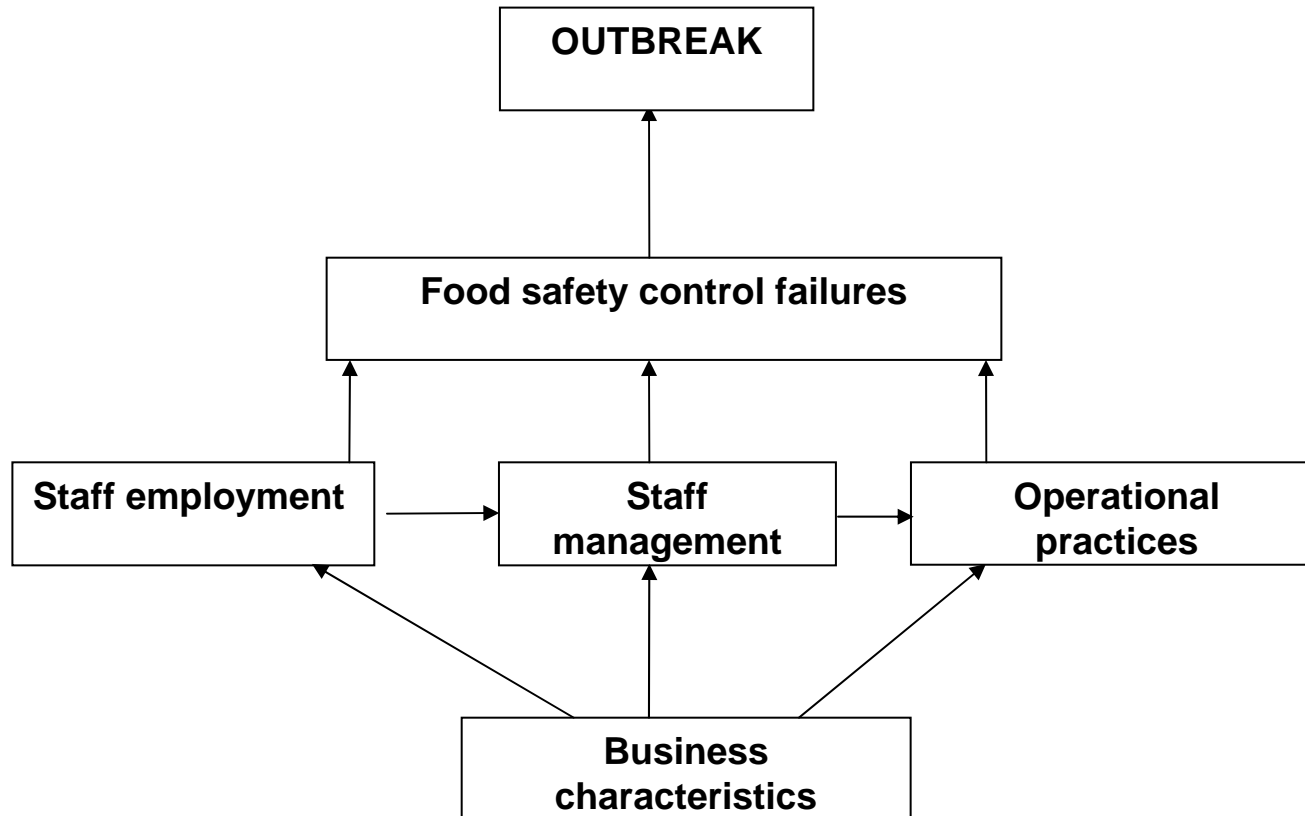 OUTBREAK
Food safety control failures
Staff employment
Staff
management
Operational
practices
Business
characteristics